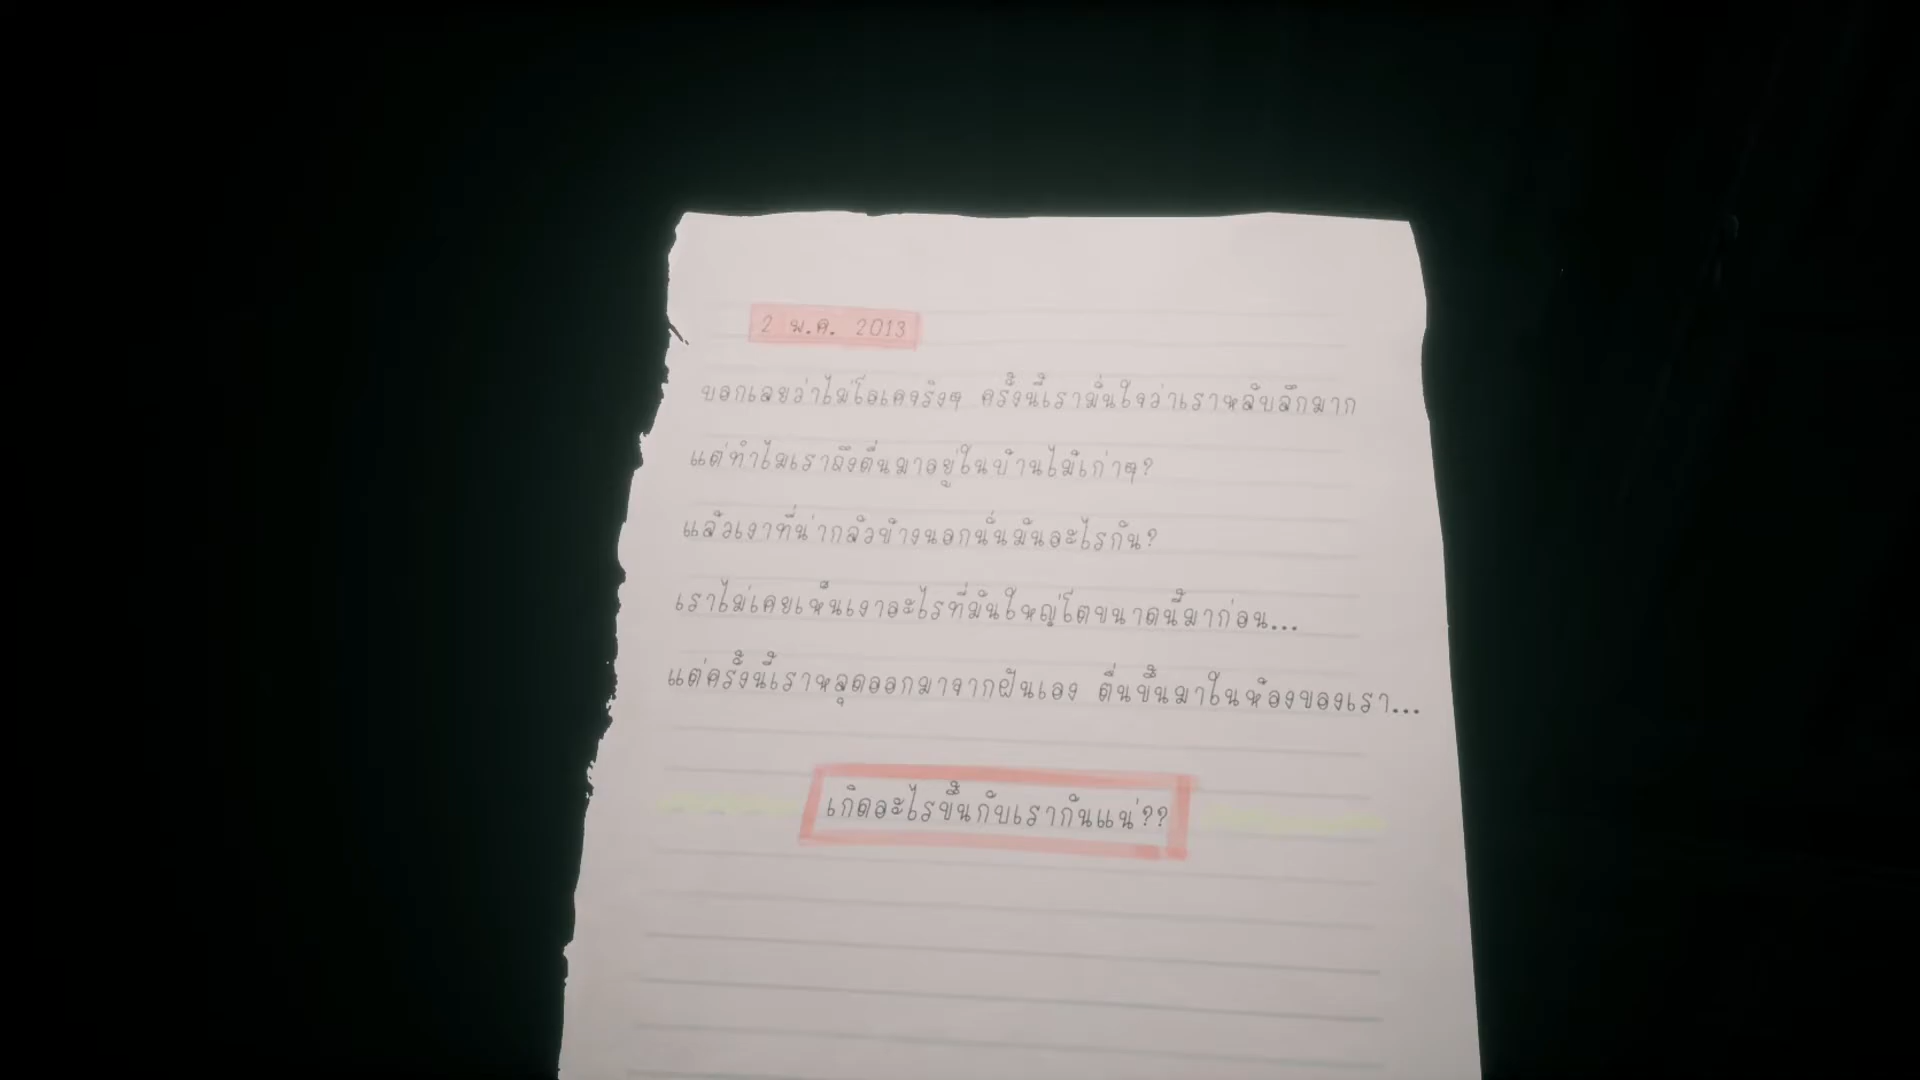 2 พ.ค. 2013
บอกเลยว่าไม่โอเคจริงๆ ครั้งนี้เรามั่นใจว่าเราหลับลึกมาก
แต่ทำไมเราถึงตื่นมาอยู่ในบ้านไม้เก่าๆ?
แล้วเงาที่น่ากลัวข้างนอกนั่นมันอะไรกัน?
เราไม่เคยเห็นเงาอะไรที่มันใหญ่โตขนาดนี้มาก่อน...
แต่ครั้งนี้เราหลุดออกมาจากฝันเอง ตื่นขึ้นมาในห้องของเรา...
เกิดอะไรขึ้นกับเรากันแน่??